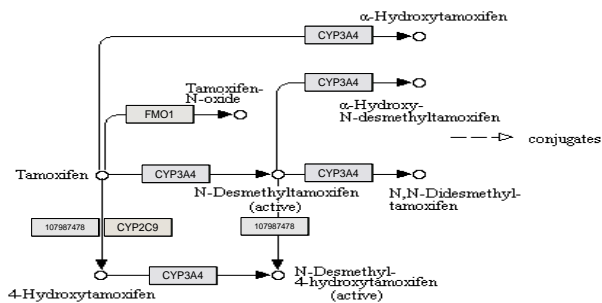 α-Hydroxytamoxifen
CYP3A4
CYP3A4
Tamoxifen-
N-oxide
α-Hydroxy-
N-desmethyltamoxifen
FMO1
conjugates
Tamoxifen
CYP3A4
CYP3A4
N-Desmethyltamoxifen
(active)
N,N-Didesmethyl-
tamoxifen
107987478
CYP2C9
107987478
CYP3A4
4-Hydroxytamoxifen
N-Desmethyl-
4-hydroxytamoxifen
(active)